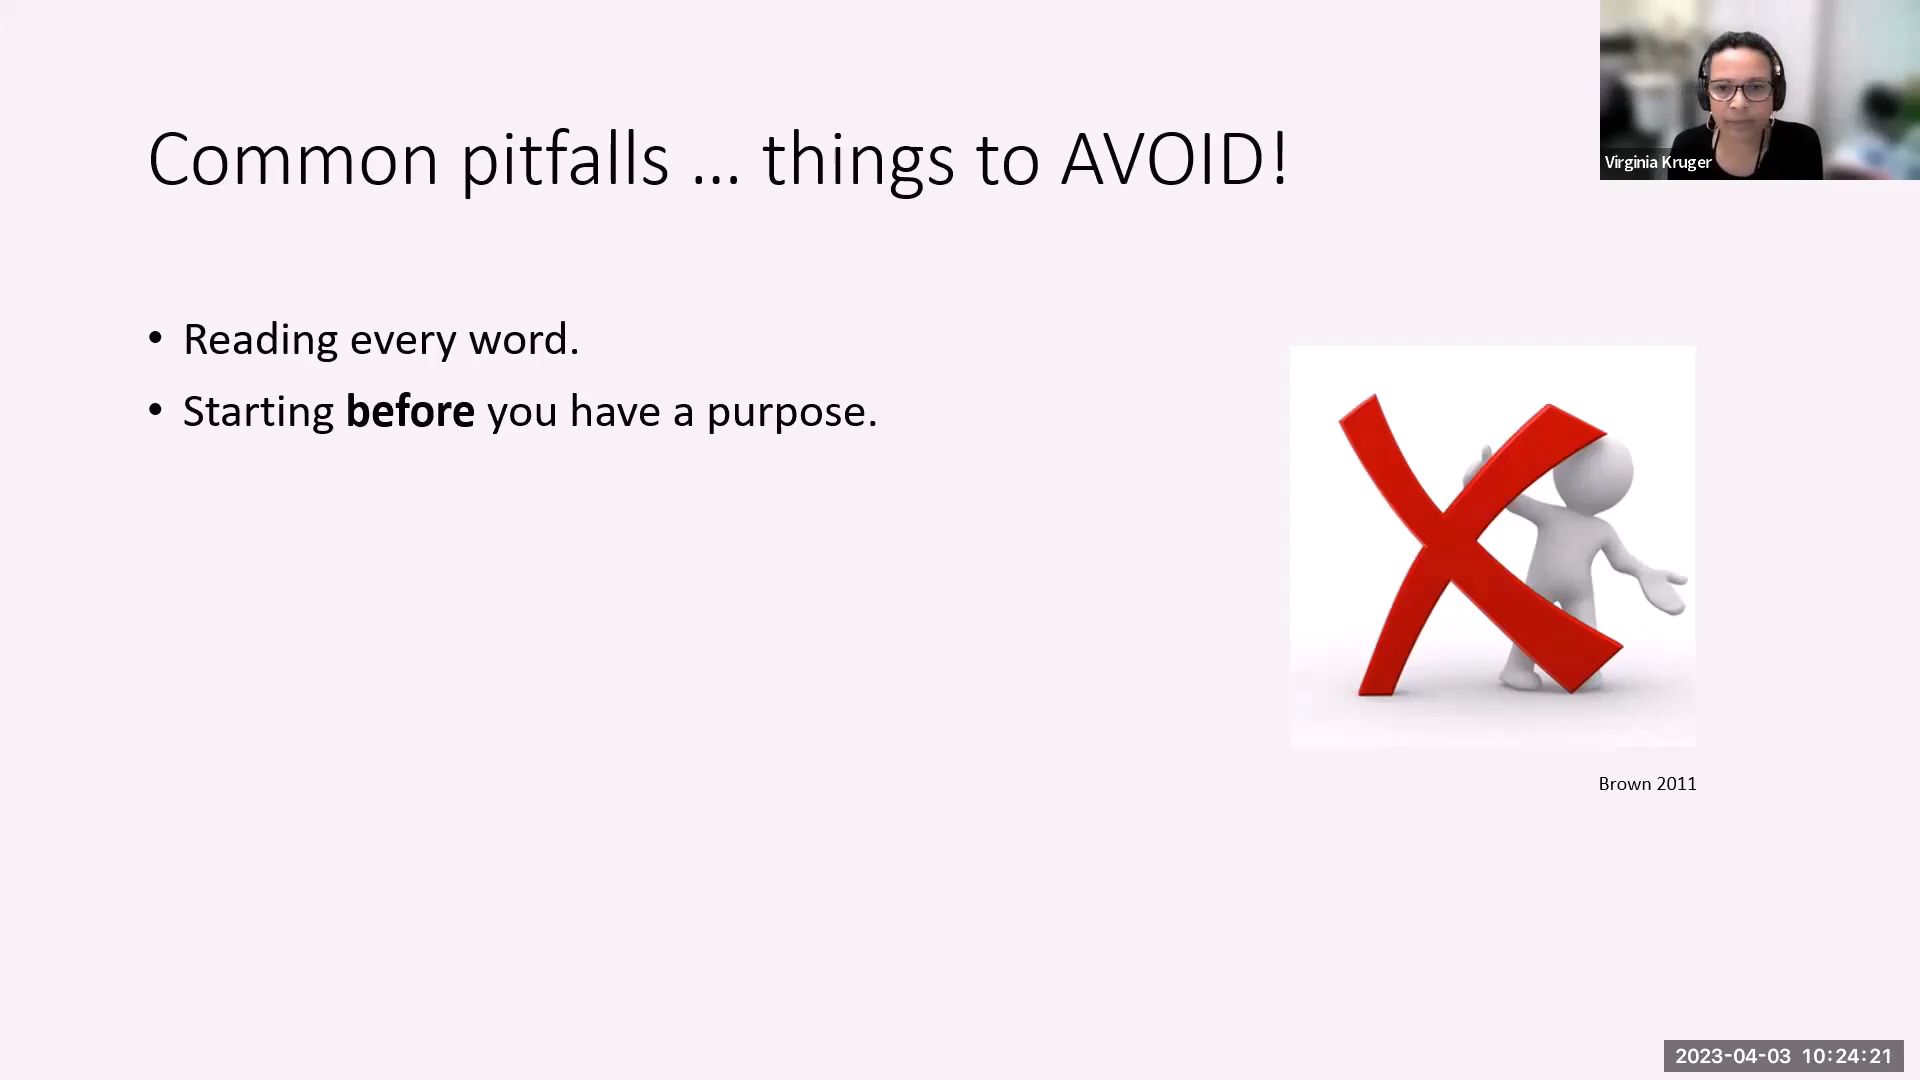 Common pitfalls ... things to AVOID!
Virginia Kruger
• Reading every word.
• Starting before you have a purpose.
Brown 2011
2023-04-03 10:24:21